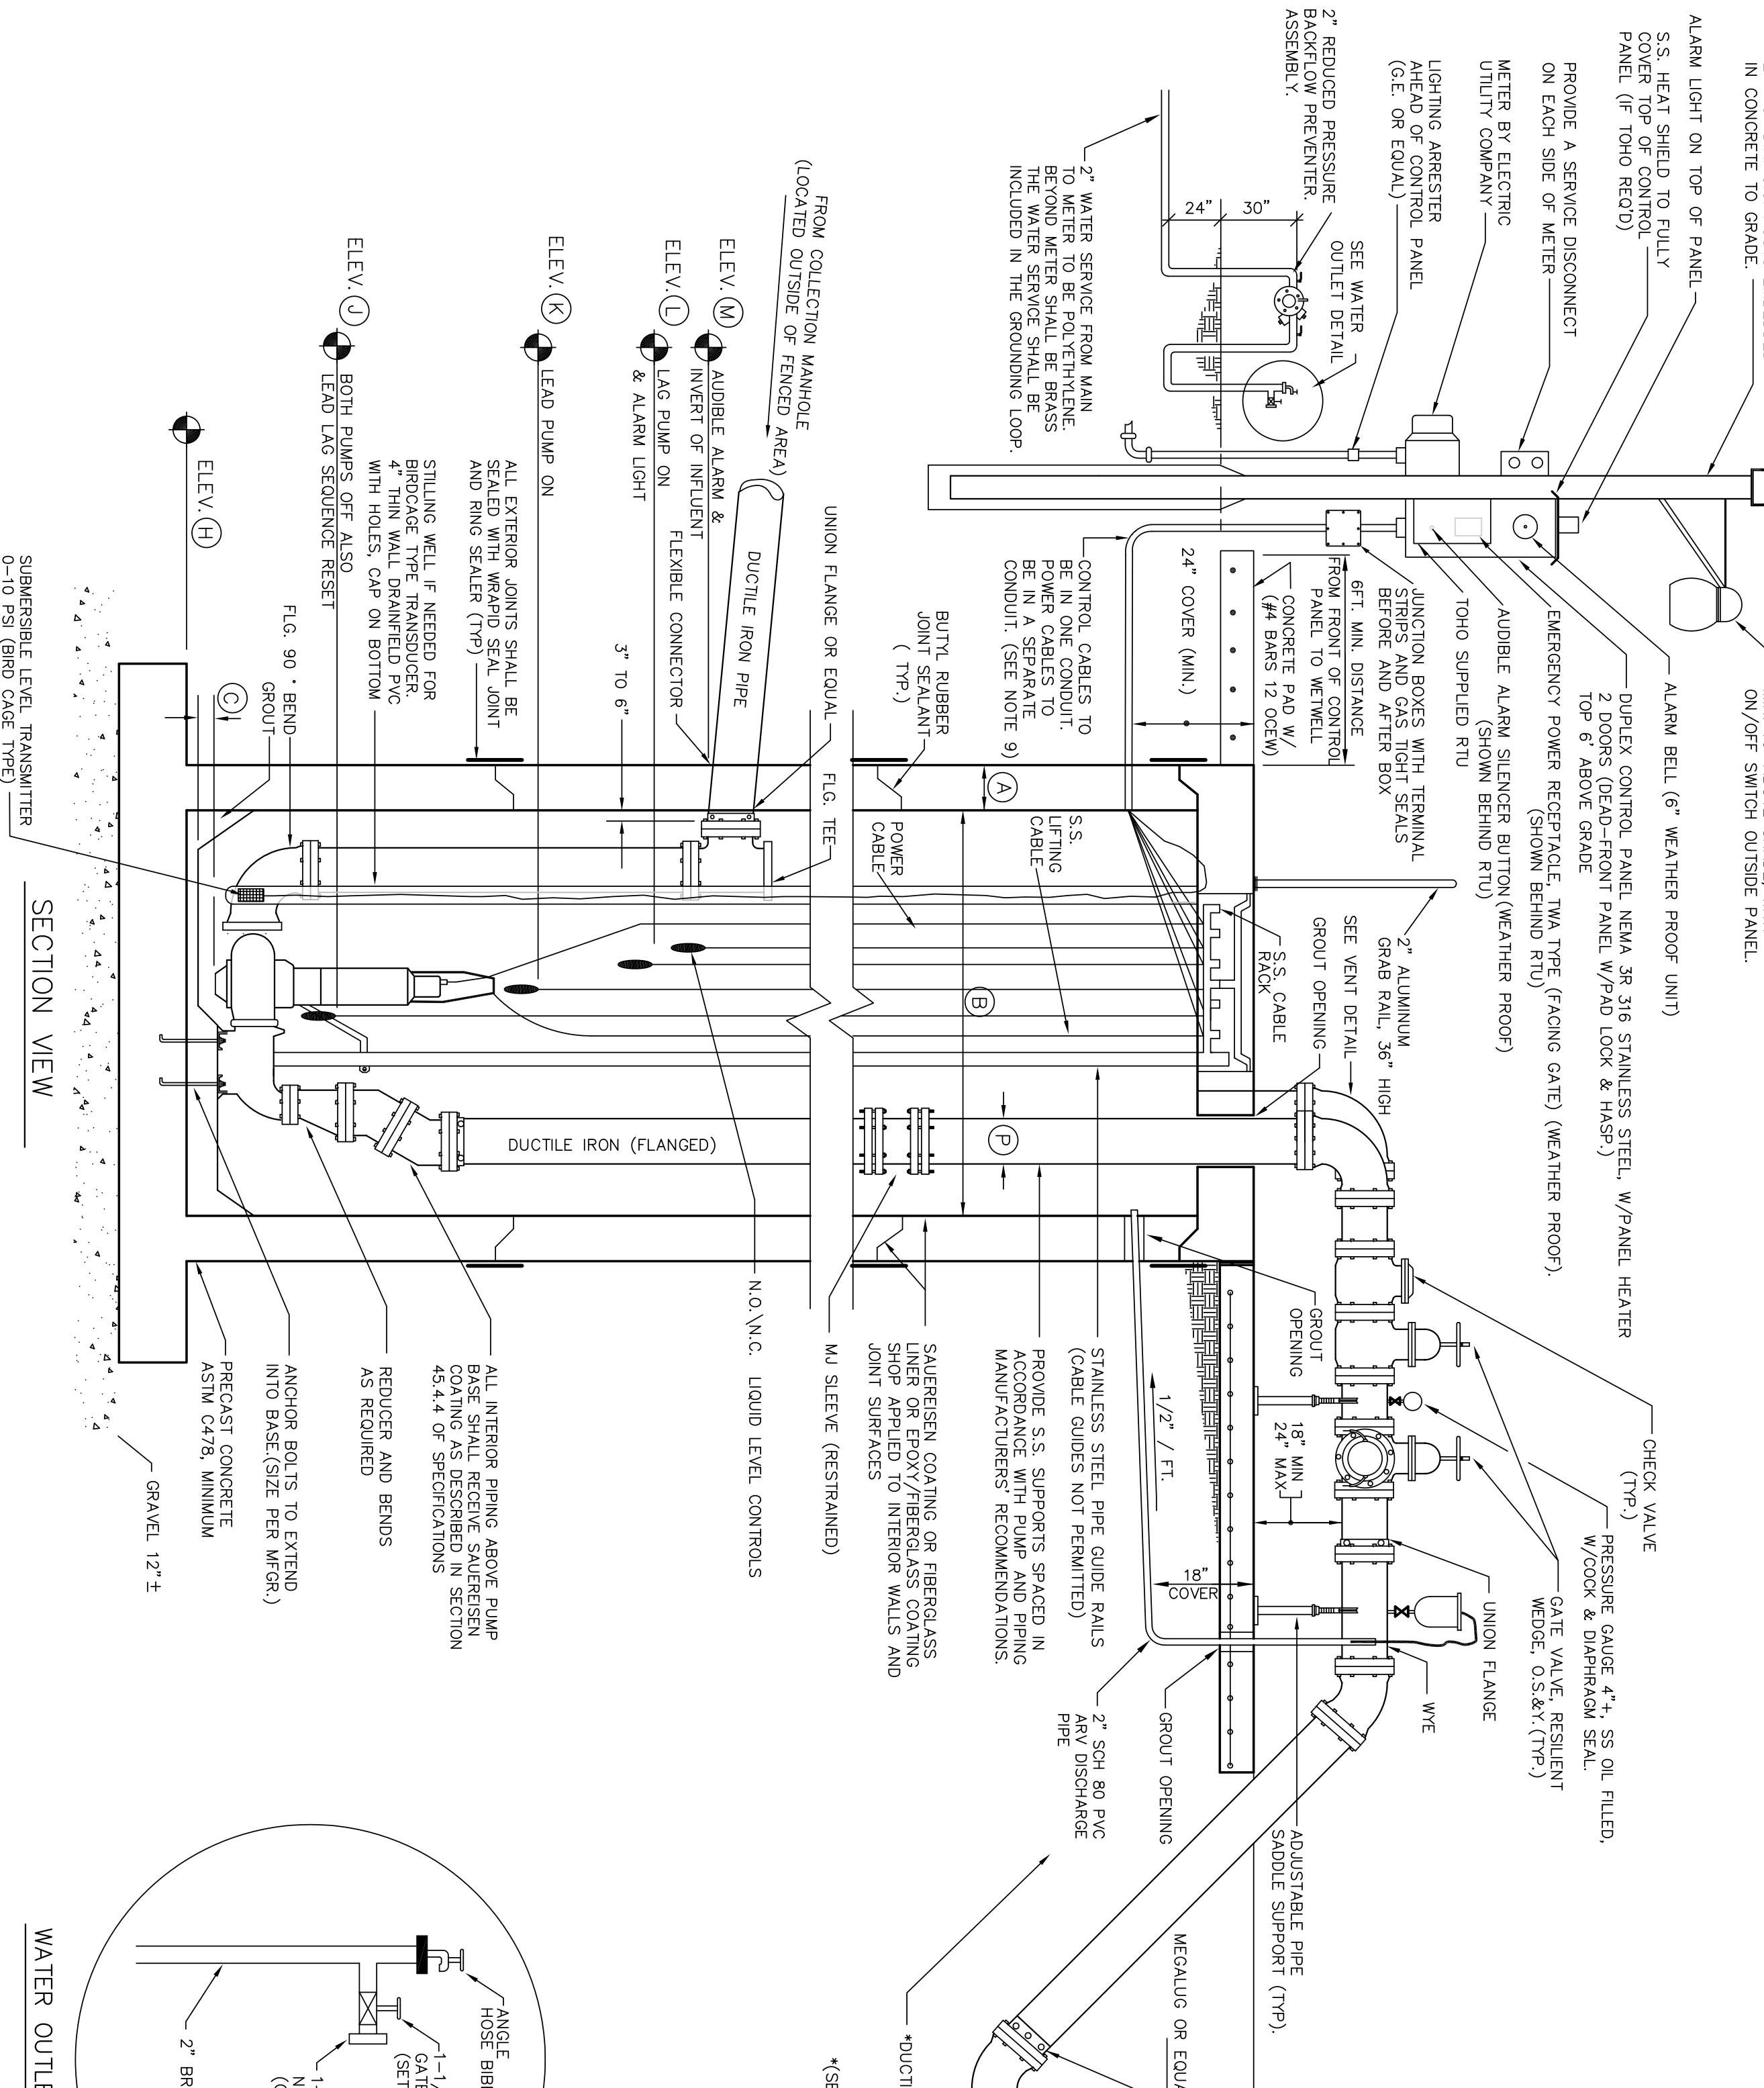 IN CONCRETE TO GRADE.
ALARM LIGHT ON TOP OF PANEL
S.S. HEAT SHIELD TO FULLY
COVER TOP OF CONTROL
PANEL (IF TOHO REQ'D)
PROVIDE A SERVICE DISCONNECT
ON EACH SIDE OF METER
METER BY ELECTRIC
UTILITY COMPANY
LIGHTING ARRESTER
AHEAD OF CONTROL PANEL
(G.E. OR EQUAL)
2" REDUCED PRESSURE
BACKFLOW PREVENTER.
ASSEMBLY.
SEE WATER
OUTLET DETAIL
30"
24"
2" WATER SERVICE FROM MAIN
TO METER TO BE POLYETHYLENE.
BEYOND METER SHALL BE BRASS
THE WATER SERVICE SHALL BE
INCLUDED IN THE GROUNDING LOOP.
ON/OFF SWITCH OUTSIDE PANEL.
ALARM BELL (6" WEATHER PROOF UNIT)
DUPLEX CONTROL PANEL NEMA 3R 316 STAINLESS STEEL, W/PANEL HEATER
2 DOORS (DEAD-FRONT PANEL W/PAD LOCK & HASP.)
TOP 6' ABOVE GRADE
EMERGENCY POWER RECEPTACLE, TWA TYPE (FACING GATE) (WEATHER PROOF).
(SHOWN BEHIND RTU)
AUDIBLE ALARM SILENCER BUTTON (WEATHER PROOF)
(SHOWN BEHIND RTU)
TOHO SUPPLIED RTU
JUNCTION BOXES WITH TERMINAL
STRIPS AND GAS TIGHT SEALS
BEFORE AND AFTER BOX
6FT. MIN. DISTANCE
FROM FRONT OF CONTROL
PANEL TO WETWELL
CONCRETE PAD W/
(#4 BARS 12 OCEW)
24" COVER (MIN.)
CONTROL CABLES TO
BE IN ONE CONDUIT.
POWER CABLES TO
BE IN A SEPARATE
CONDUIT. (SEE NOTE 9)
2" ALUMINUM
GRAB RAIL, 36" HIGH
SEE VENT DETAIL
GROUT OPENING
S.S. CABLE
RACK
S.S.
LIFTING
CABLE
POWER
CABLE
A
B
P
BUTYL RUBBER
JOINT SEALANT
( TYP.)
FROM COLLECTION MANHOLE
(LOCATED OUTSIDE OF FENCED AREA)
DUCTILE IRON PIPE
UNION FLANGE OR EQUAL
FLG. TEE
ELEV. M
AUDIBLE ALARM &
INVERT OF INFLUENT
FLEXIBLE CONNECTOR
3" TO 6"
ELEV. L
LAG PUMP ON
& ALARM LIGHT
ELEV. K
LEAD PUMP ON
ALL EXTERIOR JOINTS SHALL BE
SEALED WITH WRAPID SEAL JOINT
AND RING SEALER (TYP)
STILLING WELL IF NEEDED FOR
BIRDCAGE TYPE TRANSDUCER.
4" THIN WALL DRAINFIELD PVC
WITH HOLES, CAP ON BOTTOM
ELEV. J
BOTH PUMPS OFF ALSO
LEAD LAG SEQUENCE RESET
FLG. 90 ° BEND
GROUT
C
ELEV. H
SUBMERSIBLE LEVEL TRANSMITTER
0-10 PSI (BIRD CAGE TYPE)
DUCTILE IRON (FLANGED)
CHECK VALVE
(TYP.)
PRESSURE GAUGE 4"+, SS OIL FILLED,
W/COCK & DIAPHRAGM SEAL.
GATE VALVE, RESILIENT
WEDGE, O.S.&Y.(TYP.)
UNION FLANGE
WYE
18" MIN
24" MAX
GROUT
OPENING
1/2" / FT.
18"
COVER
ADJUSTABLE PIPE
SADDLE SUPPORT (TYP).
GROUT OPENING
2" SCH 80 PVC
ARV DISCHARGE
PIPE
STAINLESS STEEL PIPE GUIDE RAILS
(CABLE GUIDES NOT PERMITTED)
PROVIDE S.S. SUPPORTS SPACED IN
ACCORDANCE WITH PUMP AND PIPING
MANUFACTURERS' RECOMMENDATIONS.
SAUEREISEN COATING OR FIBERGLASS
LINER OR EPOXY/FIBERGLASS COATING
SHOP APPLIED TO INTERIOR WALLS AND
JOINT SURFACES
MJ SLEEVE (RESTRAINED)
N.O.\N.C. LIQUID LEVEL CONTROLS
ALL INTERIOR PIPING ABOVE PUMP
BASE SHALL RECEIVE SAUEREISEN
COATING AS DESCRIBED IN SECTION
45.4.4 OF SPECIFICATIONS
REDUCER AND BENDS
AS REQUIRED
ANCHOR BOLTS TO EXTEND
INTO BASE.(SIZE PER MFGR.)
PRECAST CONCRETE
ASTM C478, MINIMUM
GRAVEL 12"±
SECTION VIEW
MEGALUG OR EQUA
*DUCTI
*(SE
ANGLE
HOSE BIBB
1-1/
GATE
(SET
1-
N
(C
2" BR
WATER OUTLE